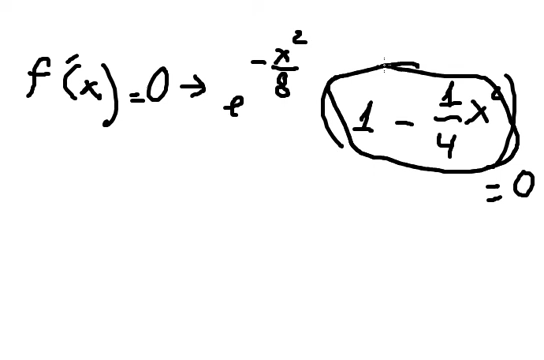 f'(x) = 0 → e^{-x²/8} (1 - 1/4 x²)
= 0